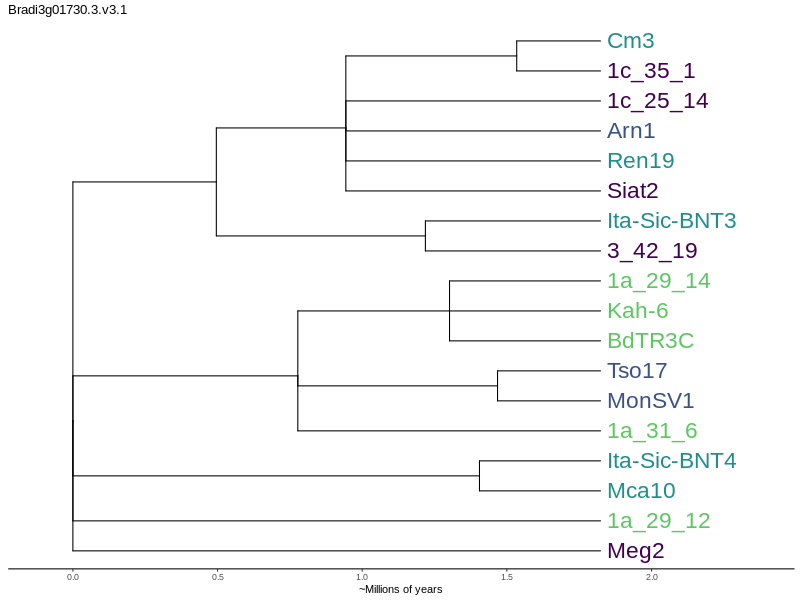 Bradi3g01730.3.v3.1
Cm3
1c_35_1
1c_25_14
Arn1
Ren19
Siat2
Ita-Sic-BNT3
3_42_19
1a_29_14
Kah-6
BdTR3C
Tso17
MonSV1
1a_31_6
Ita-Sic-BNT4
Mca10
1a_29_12
Meg2
0.0 0.5 1.0 1.5 2.0
~Millions of years